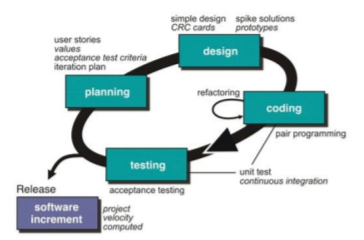 simple design
CRC cards
spike solutions
prototypes
user stories
values
acceptance test criteria
iteration plan
design
planning
refactoring
coding
pair programming
testing
unit test
continuous integration
acceptance testing
Release
software
increment
project
velocity
computed